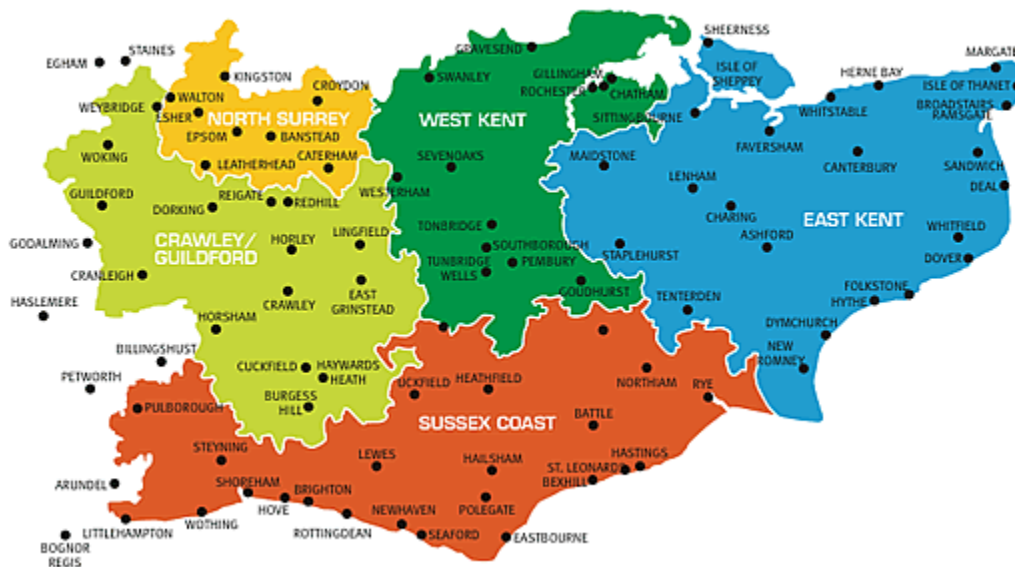 SHEERNESS
MARGATE
STAINES
EGHAM
GRAVESEND
ISLE OF
SHEPPEY
HERNE BAY
ISLE OF THANET
KINGSTON
SWANLEY
GILLINGHAM
ROCHESTER
CHATHAM
WEYBRIDGE
WALTON
CROYDON
ESHER
NORTH SURREY
WEST KENT
SITTINGBOURNE
WHITSTABLE
BROADSTAIRS
RAMSGATE
EPSOM
BANSTEAD
WOKING
LEATHERHEAD
CATERHAM
SEVENOAKS
MAIDSTONE
FAVERSHAM
CANTERBURY
SANDWICH
GUILDFORD
DORKING
REIGATE
REDHILL
WESTERHAM
LENHAM
DEAL
CHARING
EAST KENT
GODALMING
CRAWLEY/
GUILDFORD
HORLEY
LINGFIELD
TONBRIDGE
SOUTHBOROUGH
TUNBRIDGE
WELLS
PEMBURY
STAPLEHURST
ASHFORD
WHITFIELD
DOVER
CRANLEIGH
CRAWLEY
EAST
GRINSTEAD
GOUDHURST
TENTERDEN
FOLKSTONE
HYTHE
HASLEMERE
HORSHAM
DYMCHURCH
BILLINGSHUST
NEW
ROMNEY
PETWORTH
CUCKFIELD
HAYWARDS
HEATH
UCKFIELD
HEATHFIELD
NORTHIAM
RYE
PULBOROUGH
BURGESS
HILL
SUSSEX COAST
BATTLE
STEYNING
LEWES
HAILSHAM
ST. LEONARDS
HASTINGS
BEXHILL
ARUNDEL
SHOREHAM
BRIGHTON
HOVE
POLEGATE
LITTLEHAMPTON
WOTHING
ROTTINGDEAN
NEWHAVEN
SEAFORD
EASTBOURNE
BOGNOR
REGIS